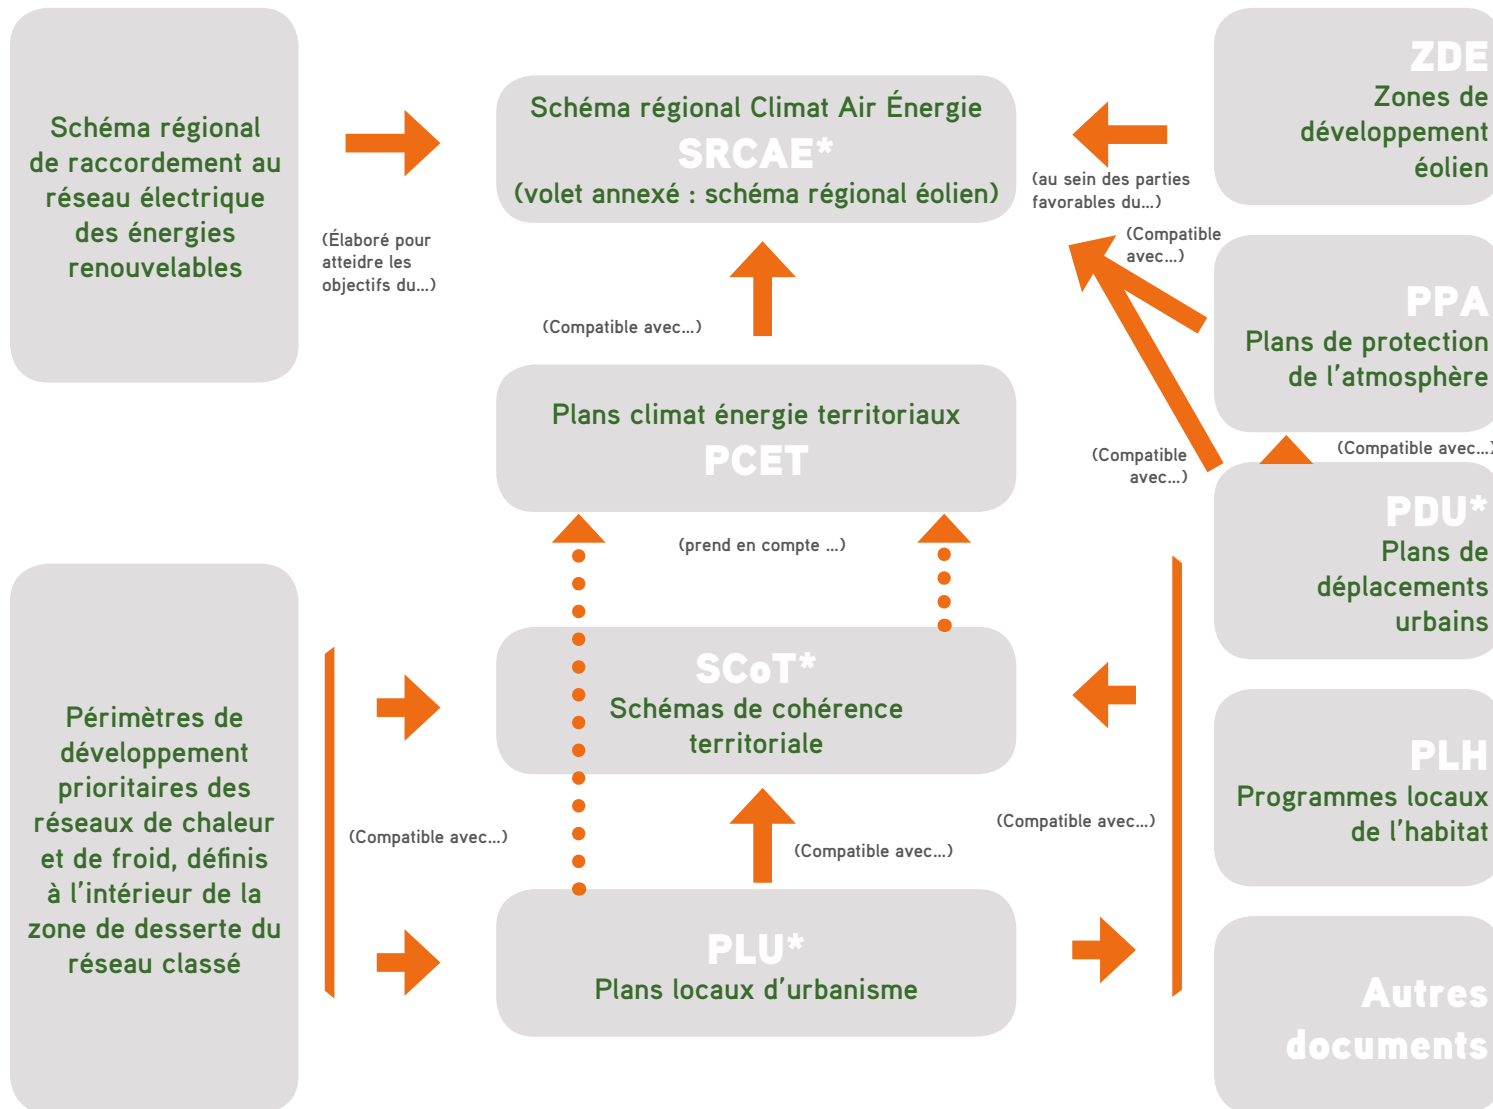 Schéma régional
de raccordement au
réseau électrique
des énergies
renouvelables
(Élaboré pour
atteidre les
objectifs du...)
Schéma régional Climat Air Énergie
SRCAE*
(volet annexé : schéma régional éolien)
(au sein des parties
favorables du...)
ZDE
Zones de
développement
éolien
(Compatible
avec...)
PPA
Plans de protection
de l'atmosphère
(Compatible avec...)
Plans climat énergie territoriaux
PCET
(Compatible
avec...)
(Compatible avec...)
PDU*
Plans de
déplacements
urbains
(prend en compte ...)
Périmètres de
développement
prioritaires des
réseaux de chaleur
et de froid, définis
à l'intérieur de la
zone de desserte du
réseau classé
SCoT*
Schémas de cohérence
territoriale
PLH
Programmes locaux
de l'habitat
(Compatible avec...)
(Compatible avec...)
(Compatible avec...)
PLU*
Plans locaux d'urbanisme
Autres
documents